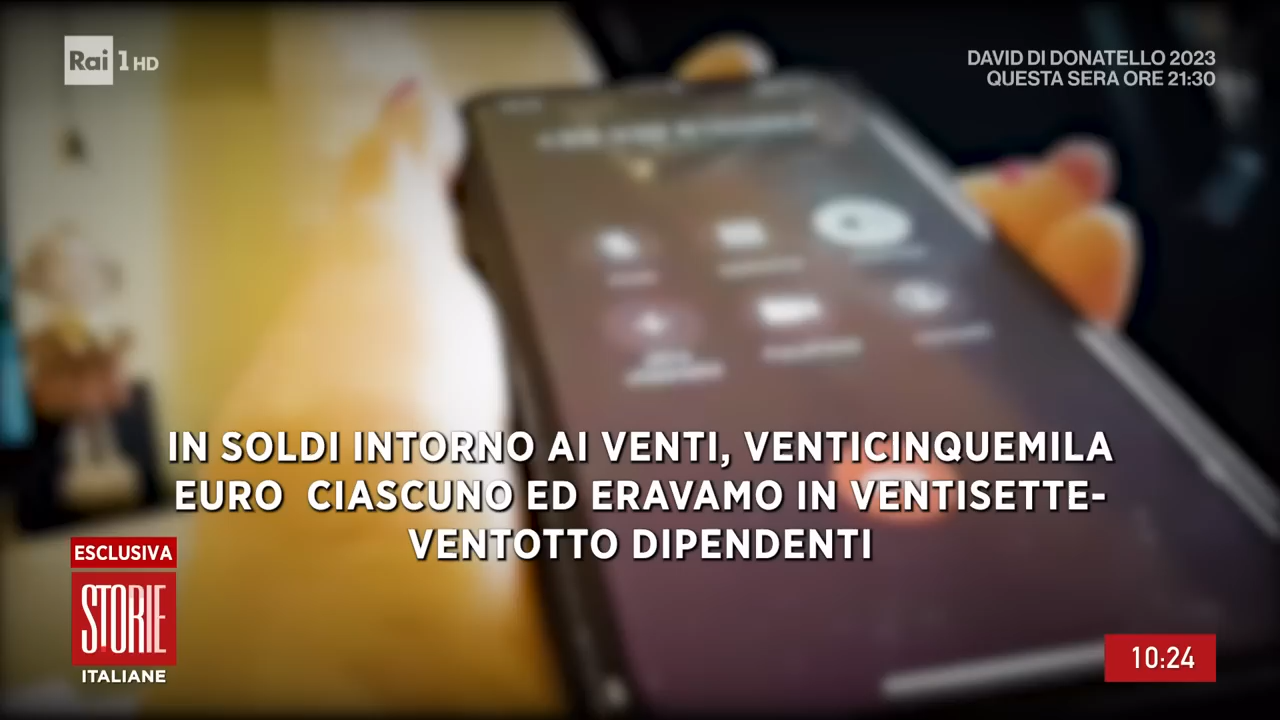 Rai 1 HD
DAVID DI DONATELLO 2023
QUESTA SERA ORE 21:30
IN SOLDI INTORNO AI VENTI, VENTICINQUEMILA
EURO CIASCUNO ED ERAVAMO IN VENTISETTE-
VENTOTTO DIPENDENTI
ESCLUSIVA
STORIE
ITALIANE
10:24